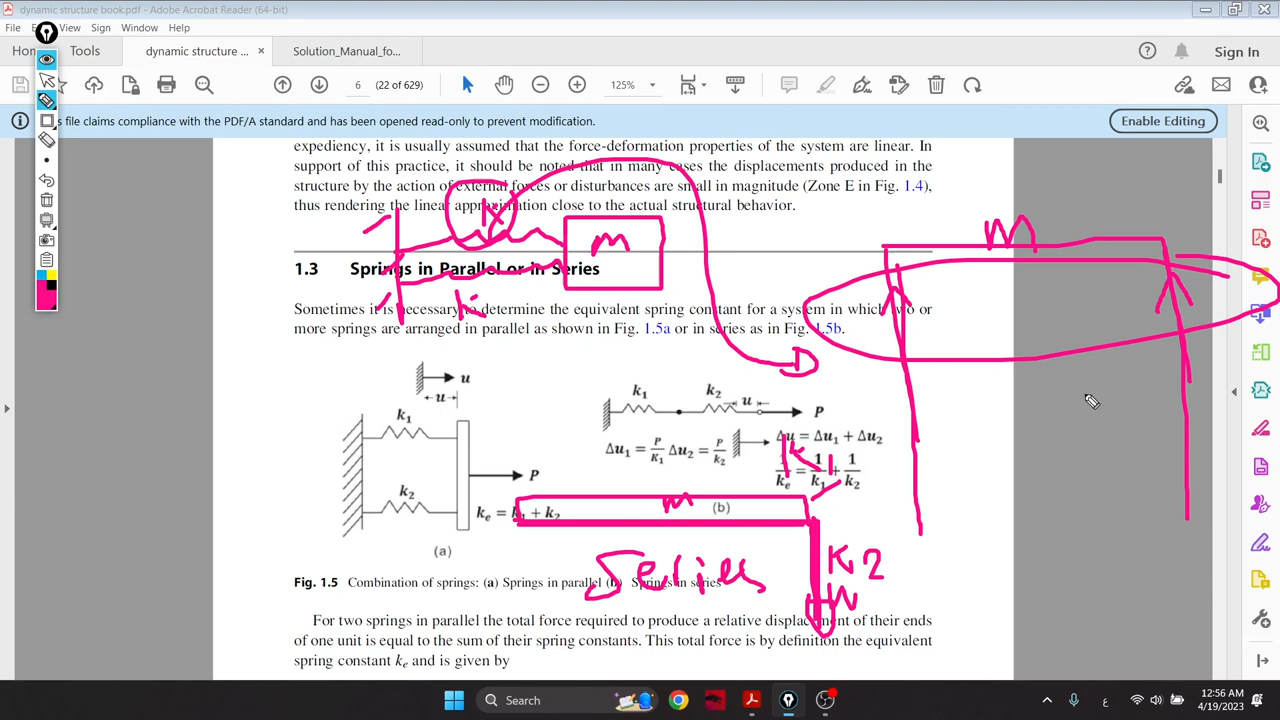 dynamic structure book.pdf - Adobe Acrobat Reader (64-bit)
File View Sign Window Help
Tools dynamic structure ... × Solution_Manual_fo...
Sign In
6 (22 of 629) 125%
file claims compliance with the PDF/A standard and has been opened read-only to prevent modification.
Enable Editing
expediency, it is usually assumed that the force-deformation properties of the system are linear. In
support of this practice, it should be noted that in many cases the displacements produced in the
structure by the action of external forces or disturbances are small in magnitude (Zone E in Fig. 1.4),
thus rendering the linear approximation close to the actual structural behavior.
k
m
m
1.3 Springs in Parallel or in Series
k
Sometimes it is necessary to determine the equivalent spring constant for a system in which two or
more springs are arranged in parallel as shown in Fig. 1.5a or in series as in Fig. 1.5b.
u
u
k₁
k₂
P
k₁ k₂ u P
Δu₁ = P/K₁ Δu₂ = P/k₂
Δu = Δu₁ + Δu₂
1/kₑ = 1/k₁ + 1/k₂
kₑ = k₁ + k₂
K1
m
(a)
(b)
K2
Series
Fig. 1.5 Combination of springs: (a) Springs in parallel (b) Springs in series
For two springs in parallel the total force required to produce a relative displacement of their ends
of one unit is equal to the sum of their spring constants. This total force is by definition the equivalent
spring constant kₑ and is given by
Search
ع
12:56 AM
4/19/2023